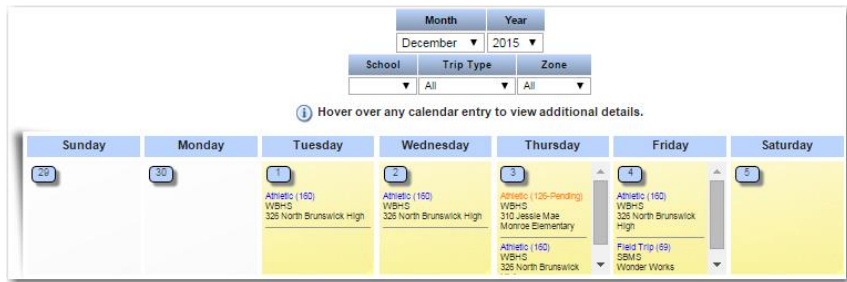 Month Year
December 2015
School Trip Type Zone
All All
Hover over any calendar entry to view additional details.
Sunday Monday Tuesday Wednesday Thursday Friday Saturday
29 30 1 2 3 4 5
Athletic (160)
WBHS
326 North Brunswick High
Athletic (160)
WBHS
326 North Brunswick High
Athletic (126-Pending)
WBHS
310 Jessie Mae
Monroe Elementary
Athletic (160)
WBHS
326 North Brunswick
Athletic (160)
WBHS
326 North Brunswick
High
Field Trip (69)
SBMS
Wonder Works